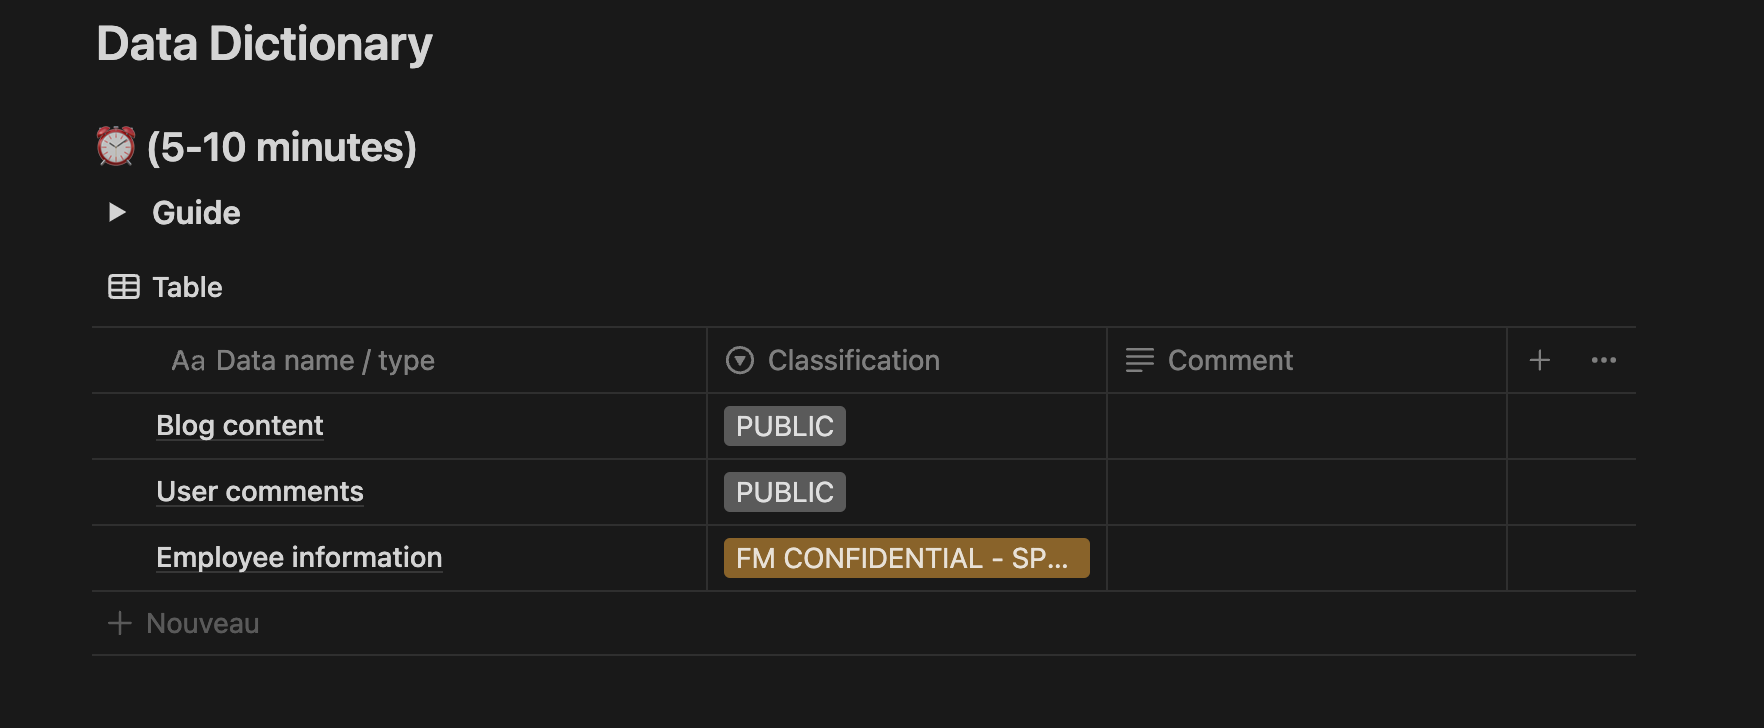 Data Dictionary
⏰ (5-10 minutes)
Guide
Table
Aa Data name / type Classification Comment
Blog content PUBLIC
User comments PUBLIC
Employee information FM CONFIDENTIAL - SP...
+ Nouveau